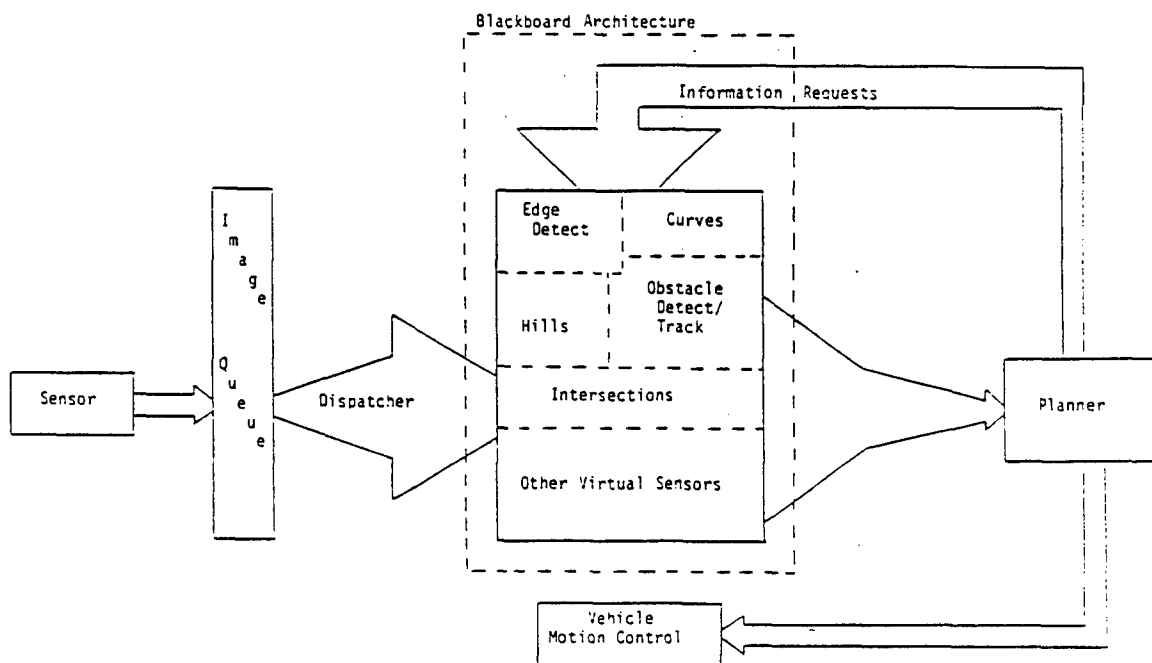 Blackboard Architecture
Information Requests
Image Queue
Edge
Detect
Curves
Obstacle
Detect/
Track
Hills
Sensor
Dispatcher
Intersections
Planner
Other Virtual Sensors
Vehicle
Motion Control